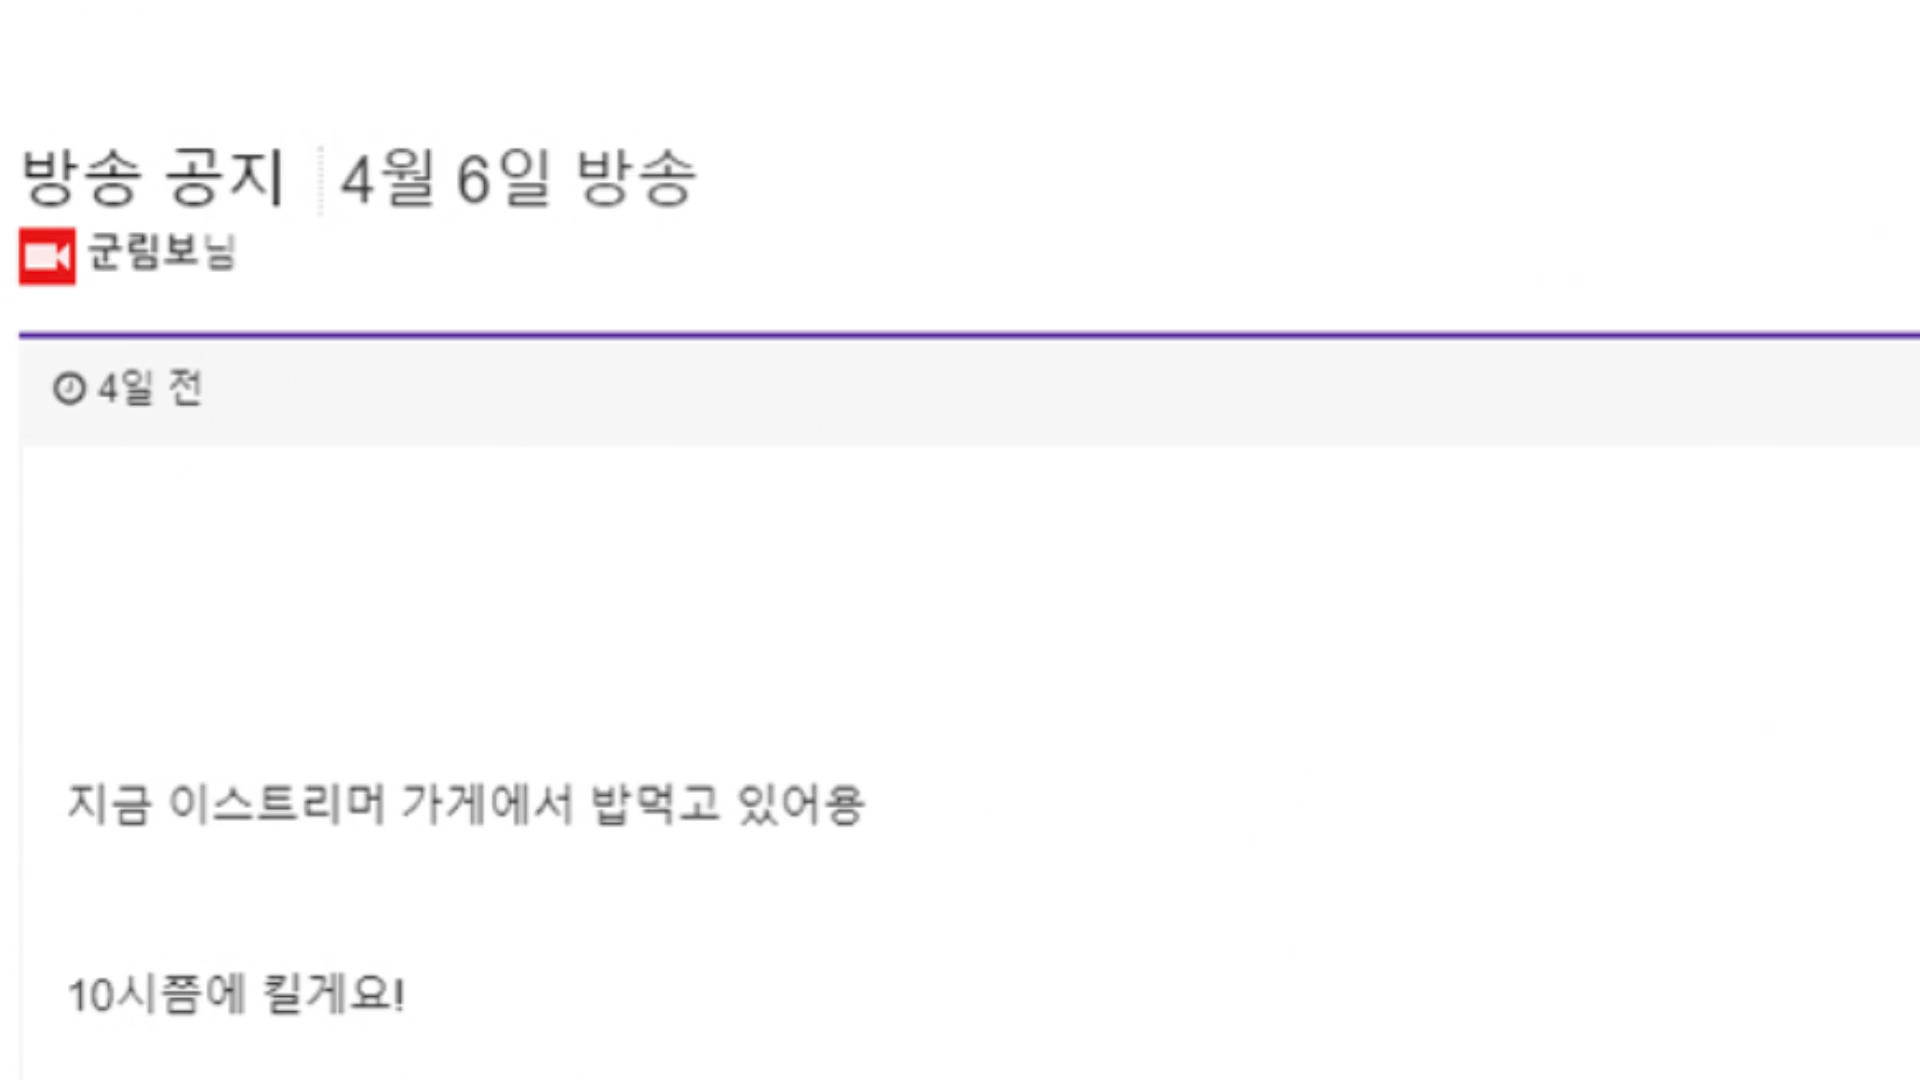 방송 공지 4월 6일 방송
군림보님
4일 전
지금 이스트리머 가게에서 밥먹고 있어용
10시쯤에 킬게요!